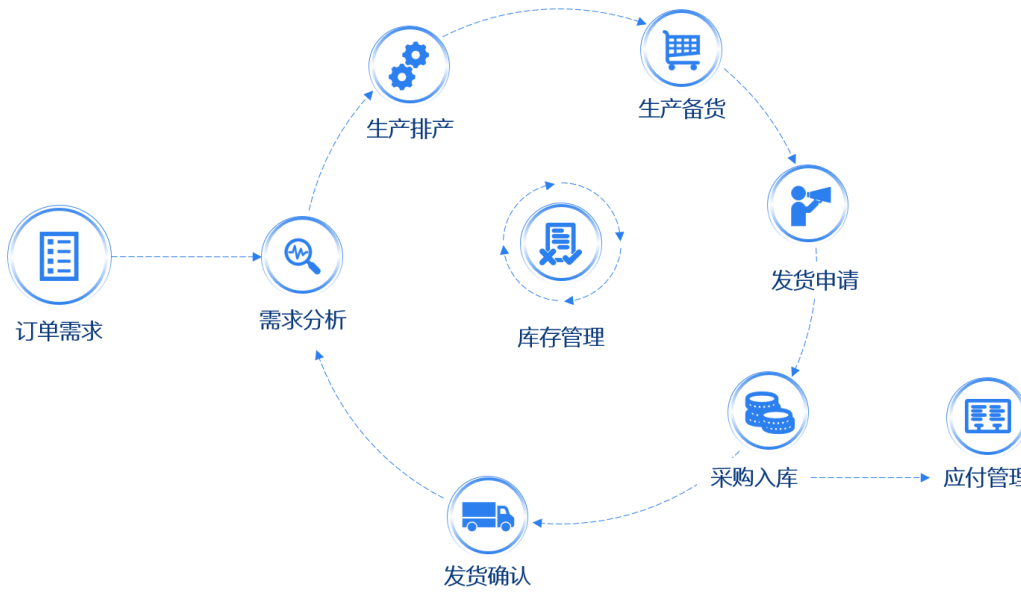 生产排产
生产备货
发货申请
订单需求
需求分析
库存管理
采购入库
应付管理
发货确认